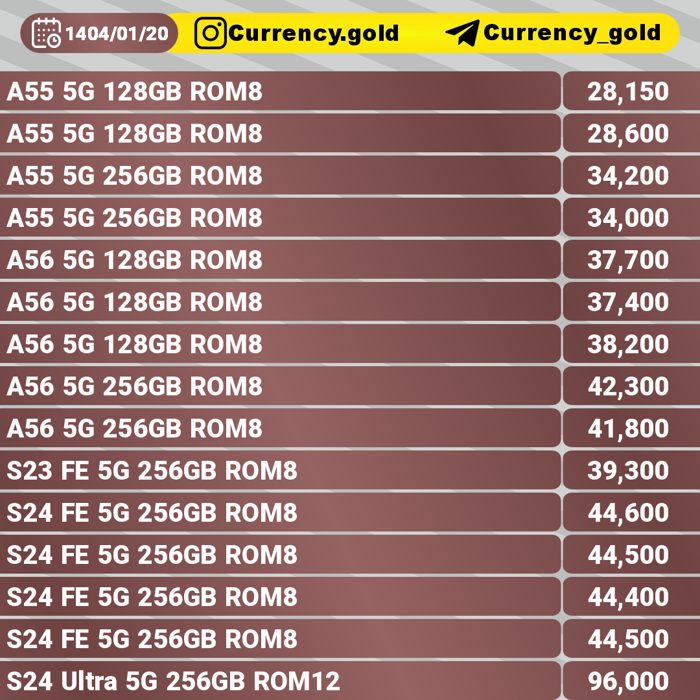 1404/01/20 Currency.gold Currency_gold
A55 5G 128GB ROM8 28,150
A55 5G 128GB ROM8 28,600
A55 5G 256GB ROM8 34,200
A55 5G 256GB ROM8 34,000
A56 5G 128GB ROM8 37,700
A56 5G 128GB ROM8 37,400
A56 5G 128GB ROM8 38,200
A56 5G 256GB ROM8 42,300
A56 5G 256GB ROM8 41,800
S23 FE 5G 256GB ROM8 39,300
S24 FE 5G 256GB ROM8 44,600
S24 FE 5G 256GB ROM8 44,500
S24 FE 5G 256GB ROM8 44,400
S24 FE 5G 256GB ROM8 44,500
S24 Ultra 5G 256GB ROM12 96,000